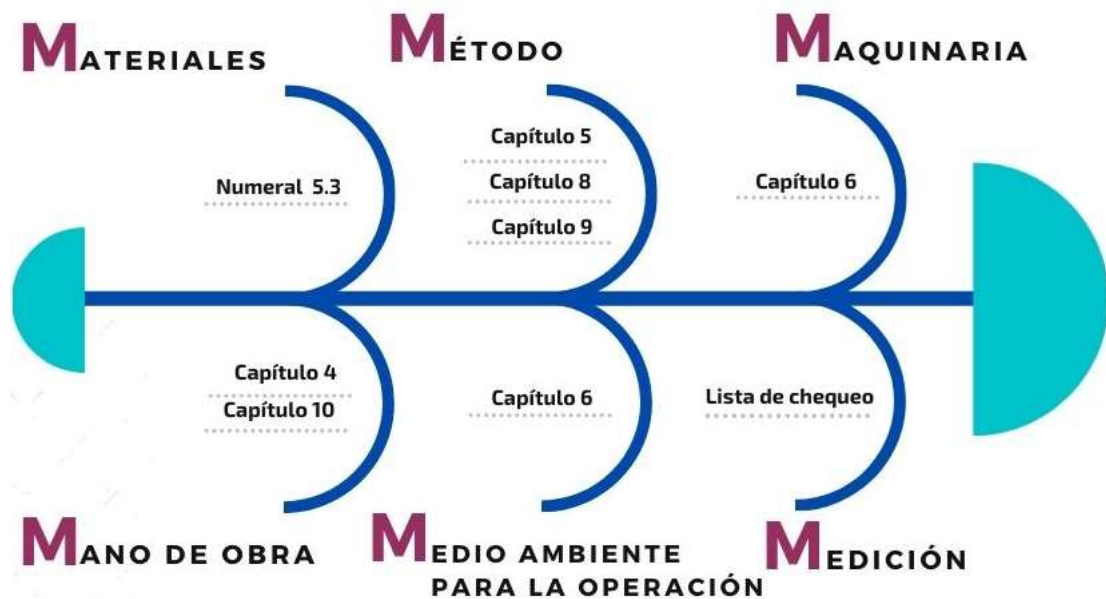 MATERIALES
MÉTODO
MAQUINARIA
Numeral 5.3
Capítulo 5
Capítulo 8
Capítulo 9
Capítulo 6
Capítulo 4
Capítulo 10
Capítulo 6
Lista de chequeo
MANO DE OBRA
MEDIO AMBIENTE
PARA LA OPERACIÓN
MEDICIÓN